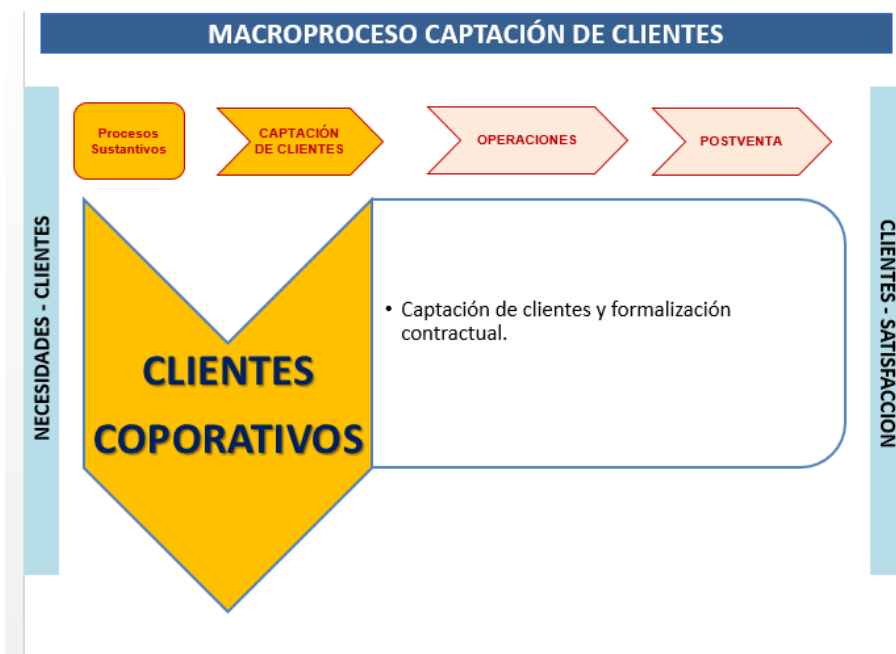 MACROPROCESO CAPTACIÓN DE CLIENTES
Procesos
Sustantivos
CAPTACIÓN
DE CLIENTES
OPERACIONES
POSTVENTA
NECESIDADES - CLIENTES
CLIENTES
COPORATIVOS
• Captación de clientes y formalización
contractual.
CLIENTES - SATISFACCION